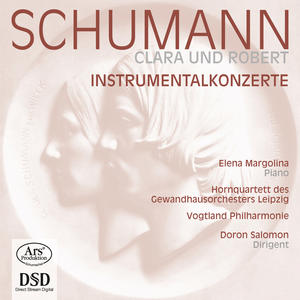 SCHUMANN
CLARA UND ROBERT
INSTRUMENTALKONZERTE
Elena Margolina
Piano
Hornquartett des
Gewandhausorchesters Leipzig
Vogtland Philharmonie
Doron Salomon
Dirigent
Ars
Produktion
DSD
Direct Stream Digital